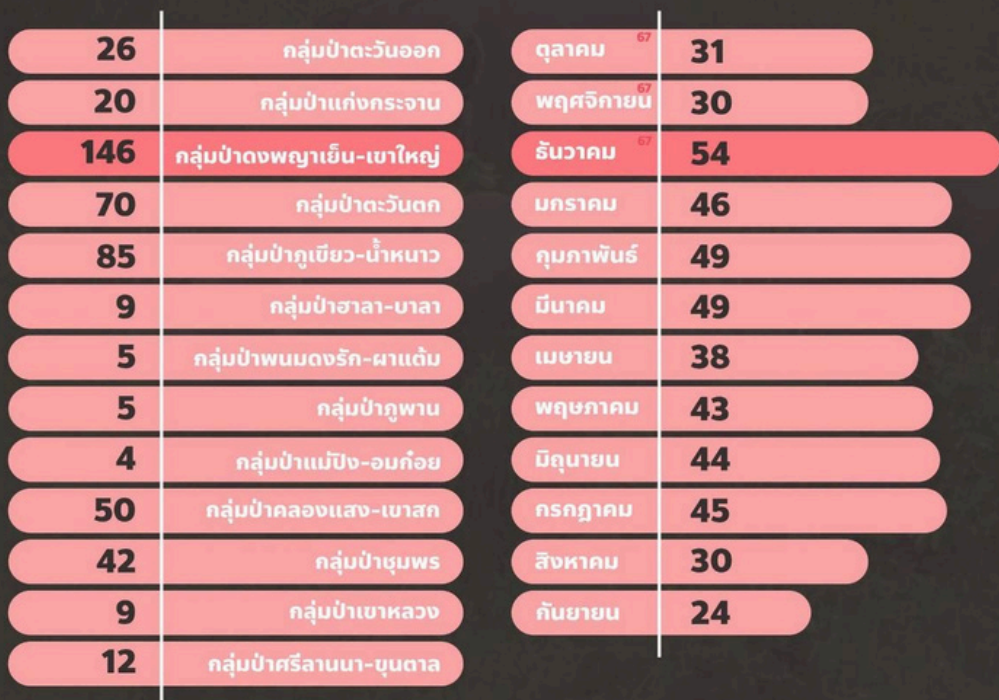 26 กลุ่มป่าตะวันออก
20 กลุ่มป่าแก่งกระจาน
146 กลุ่มป่าดงพญาเย็น-เขาใหญ่
70 กลุ่มป่าตะวันตก
85 กลุ่มป่าภูเขียว-น้ำหนาว
9 กลุ่มป่าฮาลา-บาลา
5 กลุ่มป่าพนมดงรัก-ผาแต้ม
5 กลุ่มป่าภูพาน
4 กลุ่มป่าแม่ปิง-อมก๋อย
50 กลุ่มป่าคลองแสง-เขาสก
42 กลุ่มป่าชุมพร
9 กลุ่มป่าเขาหลวง
12 กลุ่มป่าศรีลานนา-ขุนตาล
ตุลาคม 67 31
พฤศจิกายน 67 30
ธันวาคม 67 54
มกราคม 46
กุมภาพันธ์ 49
มีนาคม 49
เมษายน 38
พฤษภาคม 43
มิถุนายน 44
กรกฎาคม 45
สิงหาคม 30
กันยายน 24